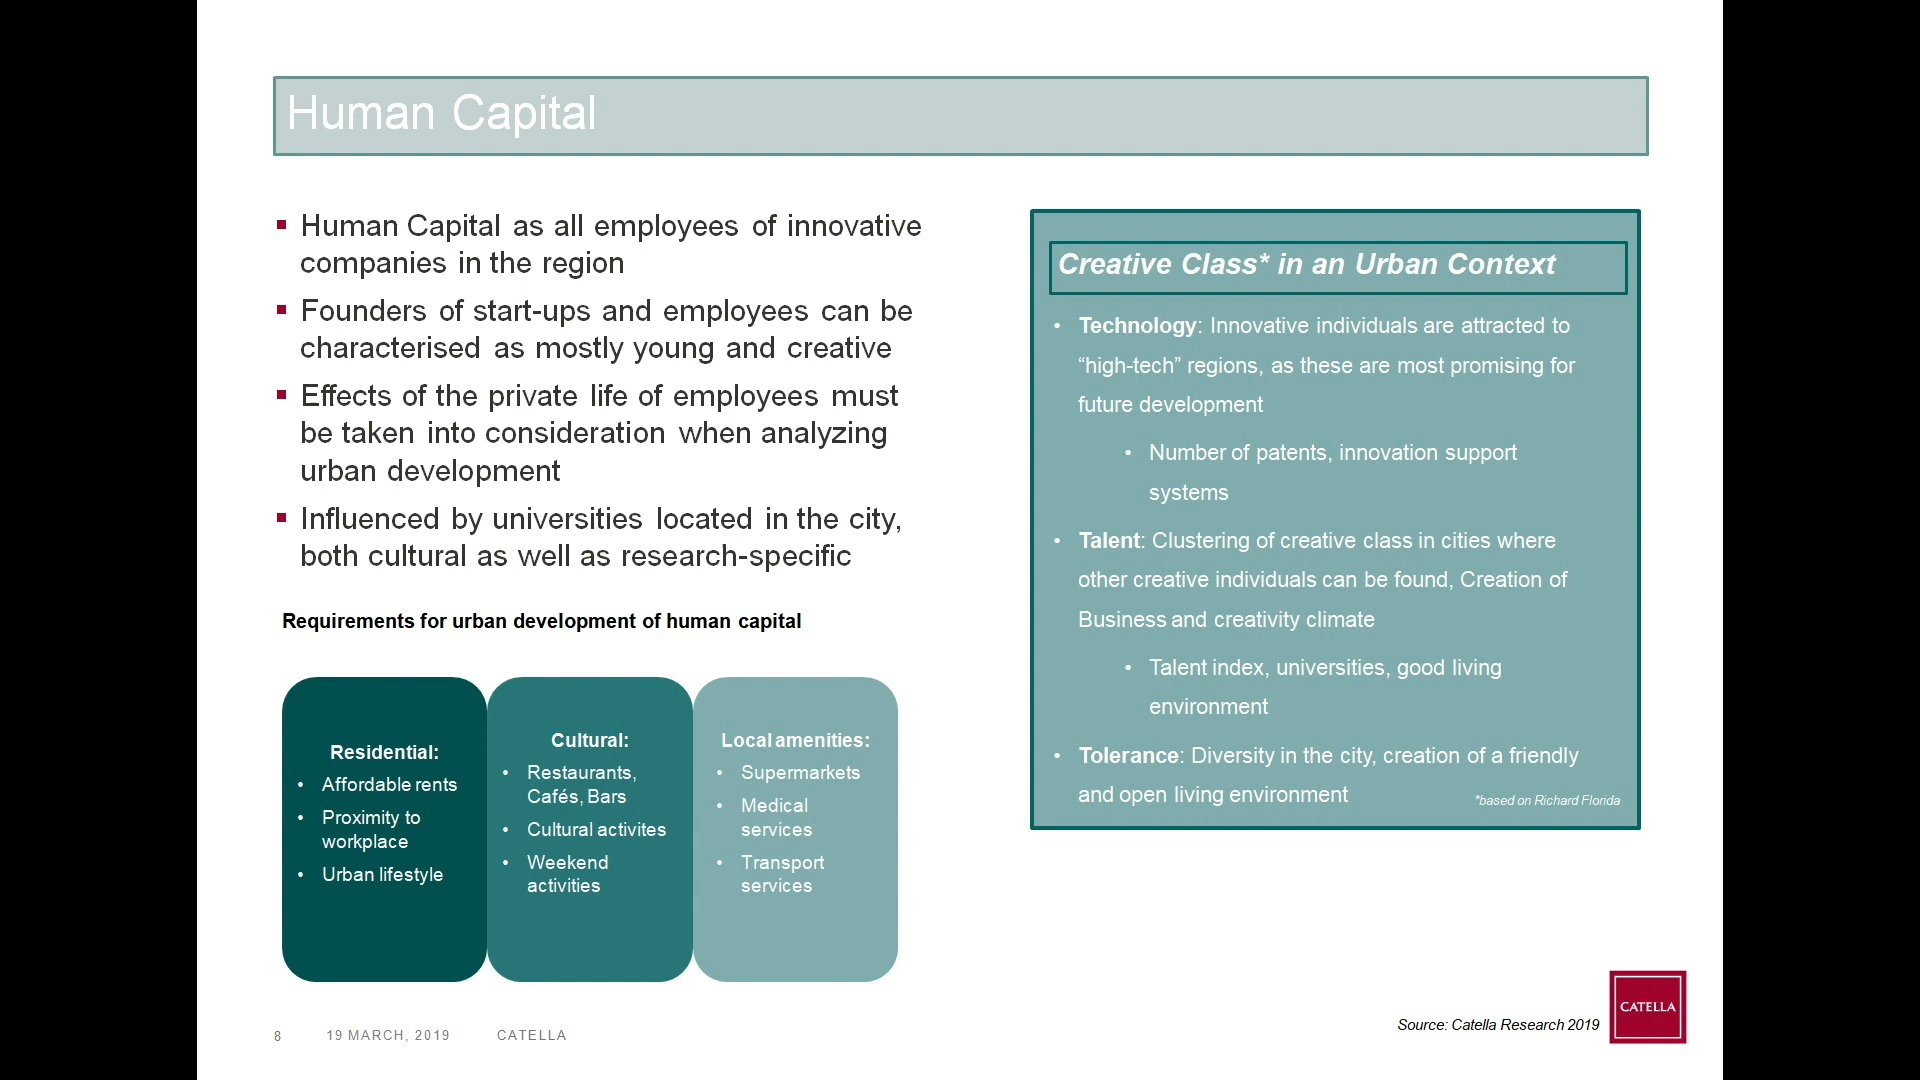 Human Capital
Human Capital as all employees of innovative
companies in the region
Founders of start-ups and employees can be
characterised as mostly young and creative
Effects of the private life of employees must
be taken into consideration when analyzing
urban development
Influenced by universities located in the city,
both cultural as well as research-specific
Requirements for urban development of human capital
Residential:
• Affordable rents
• Proximity to
workplace
• Urban lifestyle
Cultural:
• Restaurants,
Cafés, Bars
• Cultural activites
• Weekend
activities
Local amenities:
• Supermarkets
• Medical
services
• Transport
services
Creative Class* in an Urban Context
• Technology: Innovative individuals are attracted to
“high-tech” regions, as these are most promising for
future development
• Number of patents, innovation support
systems
• Talent: Clustering of creative class in cities where
other creative individuals can be found, Creation of
Business and creativity climate
• Talent index, universities, good living
environment
• Tolerance: Diversity in the city, creation of a friendly
and open living environment
*based on Richard Florida
8 19 MARCH, 2019 CATELLA
Source: Catella Research 2019
CATELLA